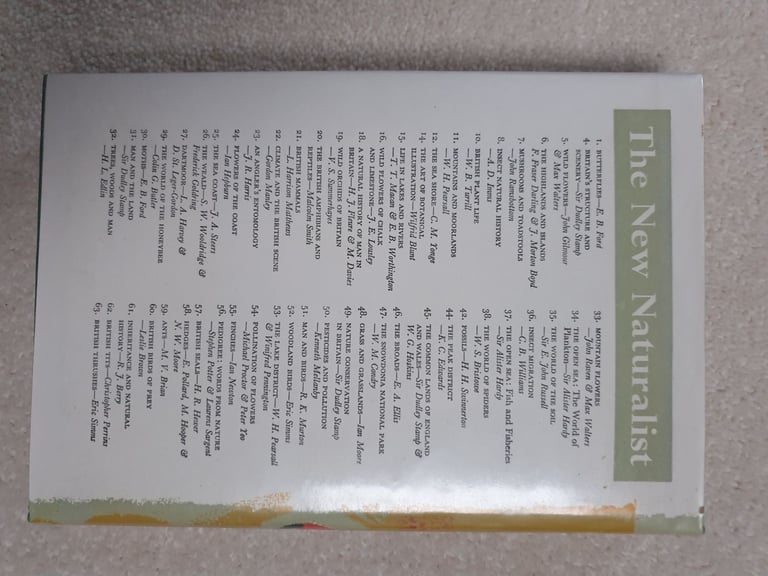 The New Naturalist
1. BUTTERFLIES—E. B. Ford
4. BRITAIN'S STRUCTURE AND
SCENERY—Sir Dudley Stamp
5. WILD FLOWERS—John Gilmour
& Max Walters
6. THE HIGHLANDS AND ISLANDS
F. Fraser Darling & J. Morton Boyd
7. MUSHROOMS AND TOADSTOOLS
—John Ramsbottom
8. INSECT NATURAL HISTORY
—A. D. Imms
10. BRITISH PLANT LIFE
—W. B. Turrill
11. MOUNTAINS AND MOORLANDS
—W. H. Pearsall
12. THE SEA SHORE—C. M. Yonge
14. THE ART OF BOTANICAL
ILLUSTRATION—Wilfrid Blunt
15. LIFE IN LAKES AND RIVERS
—T. T. Macan & E. B. Worthington
16. WILD FLOWERS OF CHALK
AND LIMESTONE—J. E. Lousley
18. A NATURAL HISTORY OF MAN IN
BRITAIN—H. J. Fleure & M. Davies
19. WILD ORCHIDS OF BRITAIN
—V. S. Summerhayes
20. THE BRITISH AMPHIBIANS AND
REPTILES—Malcolm Smith
21. BRITISH MAMMALS
—L. Harrison Matthews
22. CLIMATE AND THE BRITISH SCENE
—Gordon Manley
23. AN ANGLER'S ENTOMOLOGY
—J. R. Harris
24. FLOWERS OF THE COAST
—Ian Hepburn
25. THE SEA COAST—J. A. Steers
26. THE WEALD—S. W. Wooldridge &
Frederick Goldring
27. DARTMOOR—L. A. Harvey &
D. St. Leger-Gordon
29. THE WORLD OF THE HONEYBEE
—Colin G. Butler
30. MOTHS—E. B. Ford
31. MAN AND THE LAND
—Sir Dudley Stamp
32. TREES, WOODS AND MAN
—H. L. Edlin
33. MOUNTAIN FLOWERS
—John Raven & Max Walters
34. THE OPEN SEA: The World of
Plankton—Sir Alister Hardy
35. THE WORLD OF THE SOIL
—Sir E. John Russell
36. INSECT MIGRATION
—C. B. Williams
37. THE OPEN SEA: Fish and Fisheries
—Sir Alister Hardy
38. THE WORLD OF SPIDERS
—W. S. Bristowe
42. FOSSILS—H. H. Swinnerton
44. THE PEAK DISTRICT
—K. C. Edwards
45. THE COMMON LANDS OF ENGLAND
AND WALES—Sir Dudley Stamp &
W. G. Hoskins
46. THE BROADS—E. A. Ellis
47. THE SNOWDONIA NATIONAL PARK
—W. M. Condry
48. GRASS AND GRASSLANDS—Ian Moore
49. NATURE CONSERVATION
IN BRITAIN—Sir Dudley Stamp
50. PESTICIDES AND POLLUTION
—Kenneth Mellanby
51. MAN AND BIRDS—R. K. Murton
52. WOODLAND BIRDS—Eric Simms
53. THE LAKE DISTRICT—W. H. Pearsall
& Winifred Pennington
54. POLLINATION OF FLOWERS
—Michael Proctor & Peter Yeo
55. FINCHES—Ian Newton
56. PEDIGREE: WORDS FROM NATURE
—Stephen Potter & Laurens Sargent
57. BRITISH SEALS—H. R. Hewer
58. HEDGES—E. Pollard, M. Hooper &
N. W. Moore
59. ANTS—M. V. Brian
60. BRITISH BIRDS OF PREY
—Leslie Brown
61. INHERITANCE AND NATURAL
HISTORY—R. J. Berry
62. BRITISH TITS—Christopher Perrins
63. BRITISH THRUSHES—Eric Simms